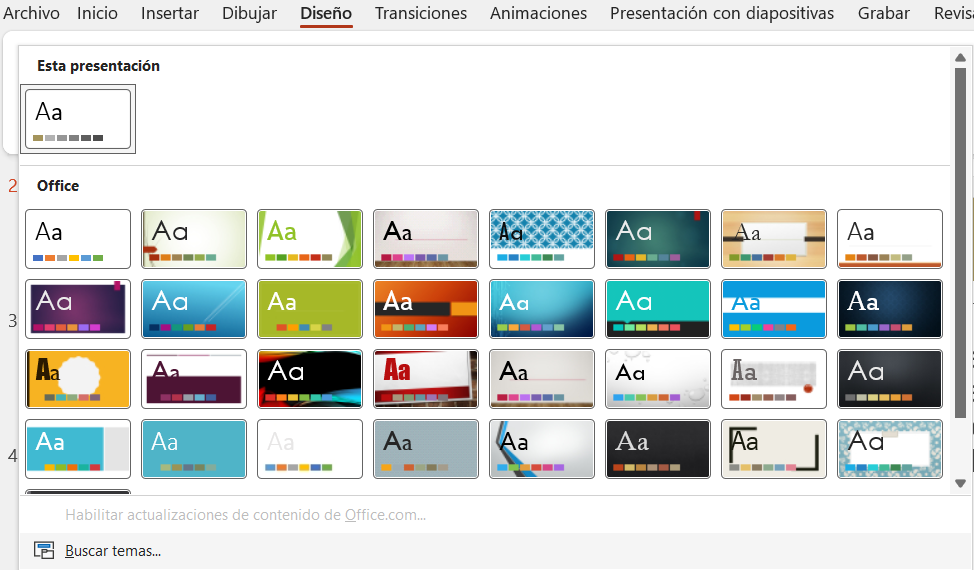 Archivo Inicio Insertar Dibujar Diseño Transiciones Animaciones Presentación con diapositivas Grabar Revisa
Esta presentación
Aa
2
Office
Aa Aa Aa Aa Aa Aa Aa Aa
3
Aa Aa Aa Aa Aa Aa Aa Aa
Aa Aa Aa Aa Aa Aa Aa Aa
4
Aa Aa Aa Aa Aa Aa Aa Aa
Habilitar actualizaciones de contenido de Office.com...
Buscar temas...